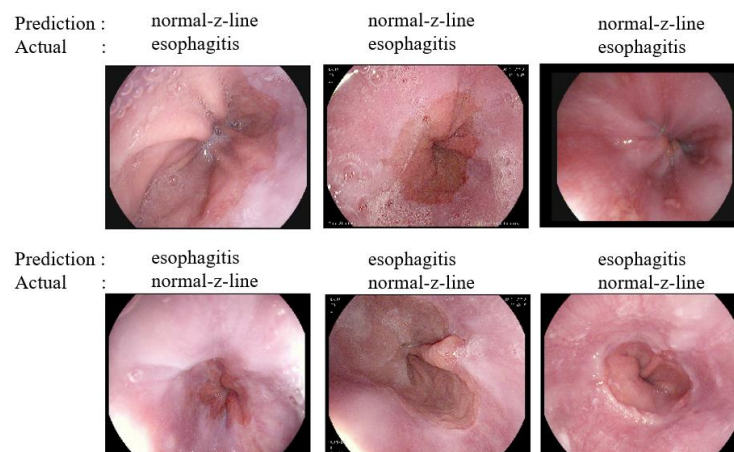 Prediction : normal-z-line normal-z-line normal-z-line
Actual : esophagitis esophagitis esophagitis
Prediction : esophagitis esophagitis esophagitis
Actual : normal-z-line normal-z-line normal-z-line